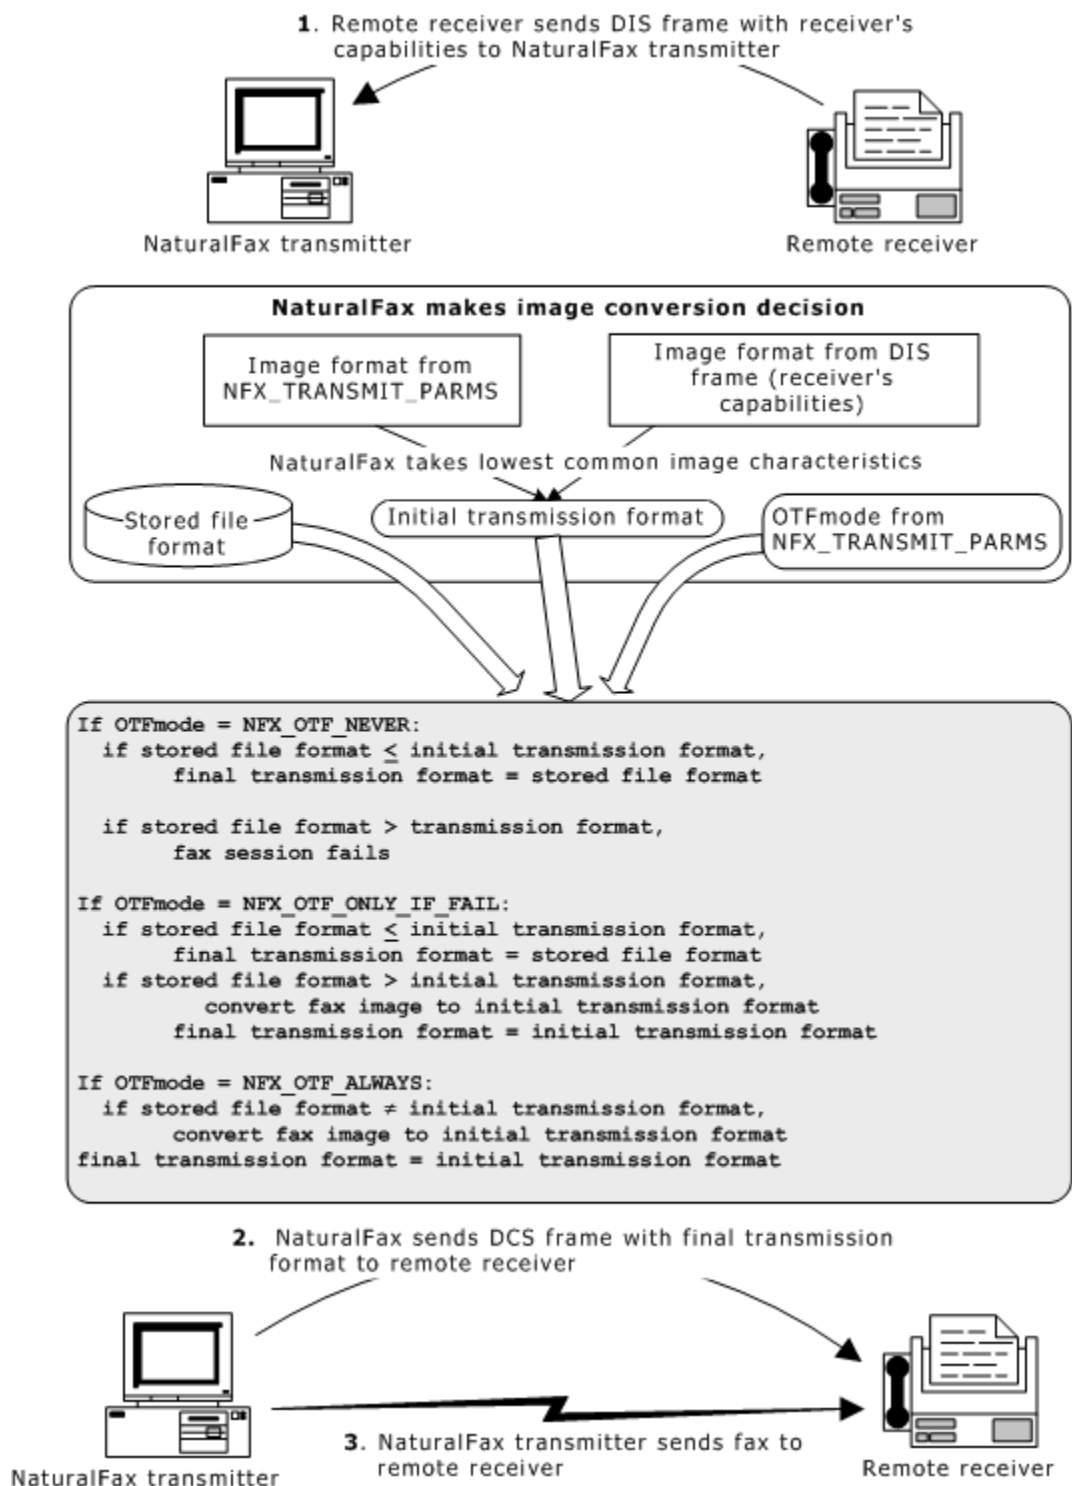 1. Remote receiver sends DIS frame with receiver's
capabilities to NaturalFax transmitter
NaturalFax transmitter
Remote receiver
NaturalFax makes image conversion decision
Image format from
NFX_TRANSMIT_PARMS
Image format from DIS
frame (receiver's
capabilities)
NaturalFax takes lowest common image characteristics
Stored file
format
Initial transmission format
OTFmode from
NFX_TRANSMIT_PARMS
If OTFmode = NFX_OTF_NEVER:
if stored file format ≤ initial transmission format,
final transmission format = stored file format
if stored file format > transmission format,
fax session fails
If OTFmode = NFX_OTF_ONLY_IF_FAIL:
if stored file format ≤ initial transmission format,
final transmission format = stored file format
if stored file format > initial transmission format,
convert fax image to initial transmission format
final transmission format = initial transmission format
If OTFmode = NFX_OTF_ALWAYS:
if stored file format ≠ initial transmission format,
convert fax image to initial transmission format
final transmission format = initial transmission format
2. NaturalFax sends DCS frame with final transmission
format to remote receiver
3. NaturalFax transmitter sends fax to
remote receiver
NaturalFax transmitter
Remote receiver